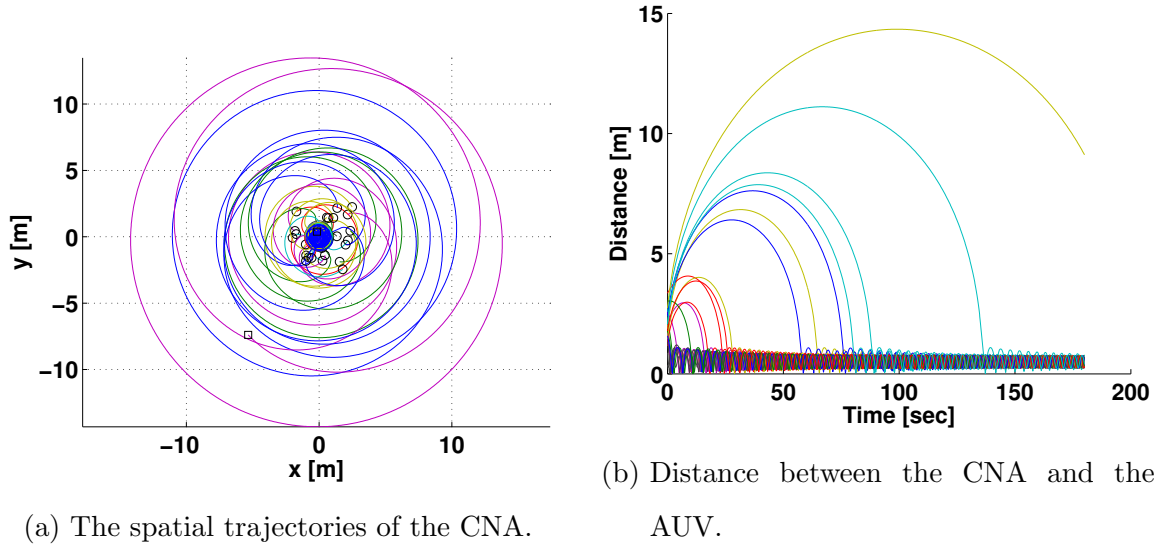 10
5
0
−5
−10
y [m]
−10
0
10
x [m]
(a) The spatial trajectories of the CNA.
15
10
5
0
Distance [m]
0
50
100
150
200
Time [sec]
(b) Distance between the CNA and the
AUV.